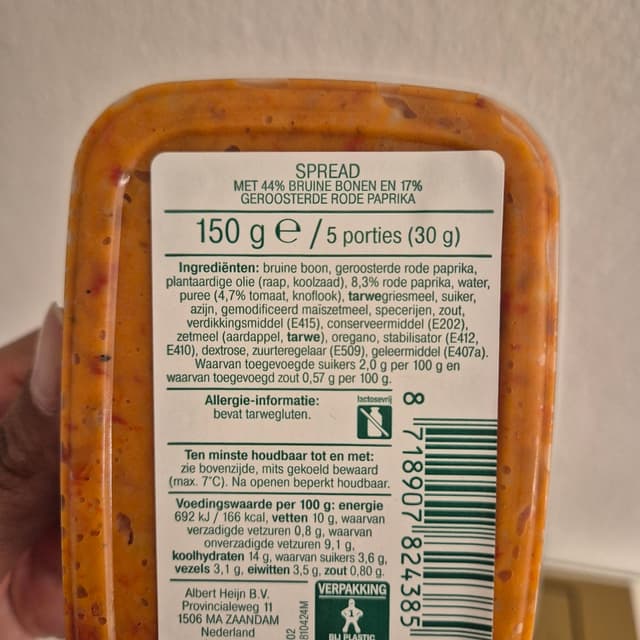 SPREAD
MET 44% BRUINE BONEN EN 17%
GEROOSTERDE RODE PAPRIKA
150 g e / 5 porties (30 g)
Ingrediënten: bruine boon, geroosterde rode paprika,
plantaardige olie (raap, koolzaad), 8,3% rode paprika, water,
puree (4,7% tomaat, knoflook), tarwegriesmeel, suiker,
azijn, gemodificeerd maïszetmeel, specerijen, zout,
verdikkingsmiddel (E415), conserveermiddel (E202),
zetmeel (aardappel, tarwe), oregano, stabilisator (E412,
E410), dextrose, zuurteregelaar (E509), geleermiddel (E407a).
Waarvan toegevoegde suikers 2,0 g per 100 g en
waarvan toegevoegd zout 0,57 g per 100 g.
Allergie-informatie:
bevat tarwegluten.
lactosevrij
Ten minste houdbaar tot en met:
zie bovenzijde, mits gekoeld bewaard
(max. 7°C). Na openen beperkt houdbaar.
Voedingswaarde per 100 g: energie
692 kJ / 166 kcal, vetten 10 g, waarvan
verzadigde vetzuren 0,8 g, waarvan
onverzadigde vetzuren 9,1 g,
koolhydraten 14 g, waarvan suikers 3,6 g,
vezels 3,1 g, eiwitten 3,5 g, zout 0,80 g.
Albert Heijn B.V.
Provincialeweg 11
1506 MA ZAANDAM
Nederland
VERPAKKING
1
BIJ PLASTIC
8 718907 824385